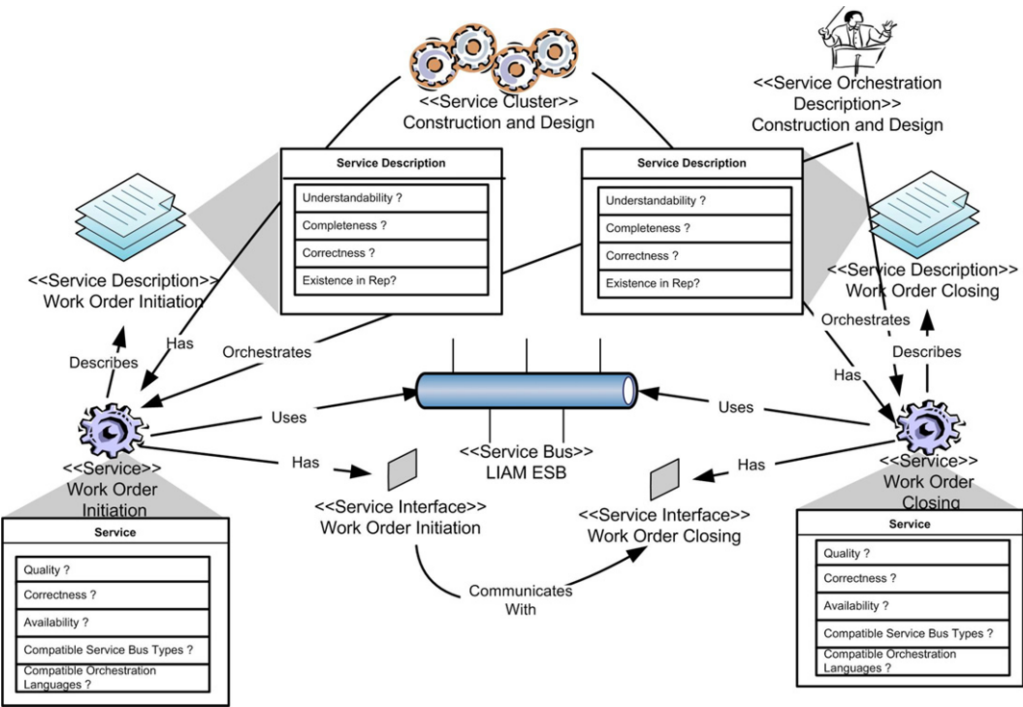 <<Service Cluster>>
Construction and Design
<<Service Orchestration
Description>>
Construction and Design
Service Description
Understandability ?
Completeness ?
Correctness ?
Existence in Rep?
Service Description
Understandability ?
Completeness ?
Correctness ?
Existence in Rep?
<<Service Description>>
Work Order Initiation
<<Service Description>>
Work Order Closing
Describes
Has
Orchestrates
Orchestrates
Has
Describes
Uses
Uses
Has
Has
<<Service Bus>>
LIAM ESB
<<Service>>
Work Order
Initiation
<<Service Interface>>
Work Order Initiation
<<Service Interface>>
Work Order Closing
<<Service>>
Work Order
Closing
Communicates
With
Service
Quality ?
Correctness ?
Availability ?
Compatible Service Bus Types ?
Compatible Orchestration
Languages ?
Service
Quality ?
Correctness ?
Availability ?
Compatible Service Bus Types ?
Compatible Orchestration
Languages ?